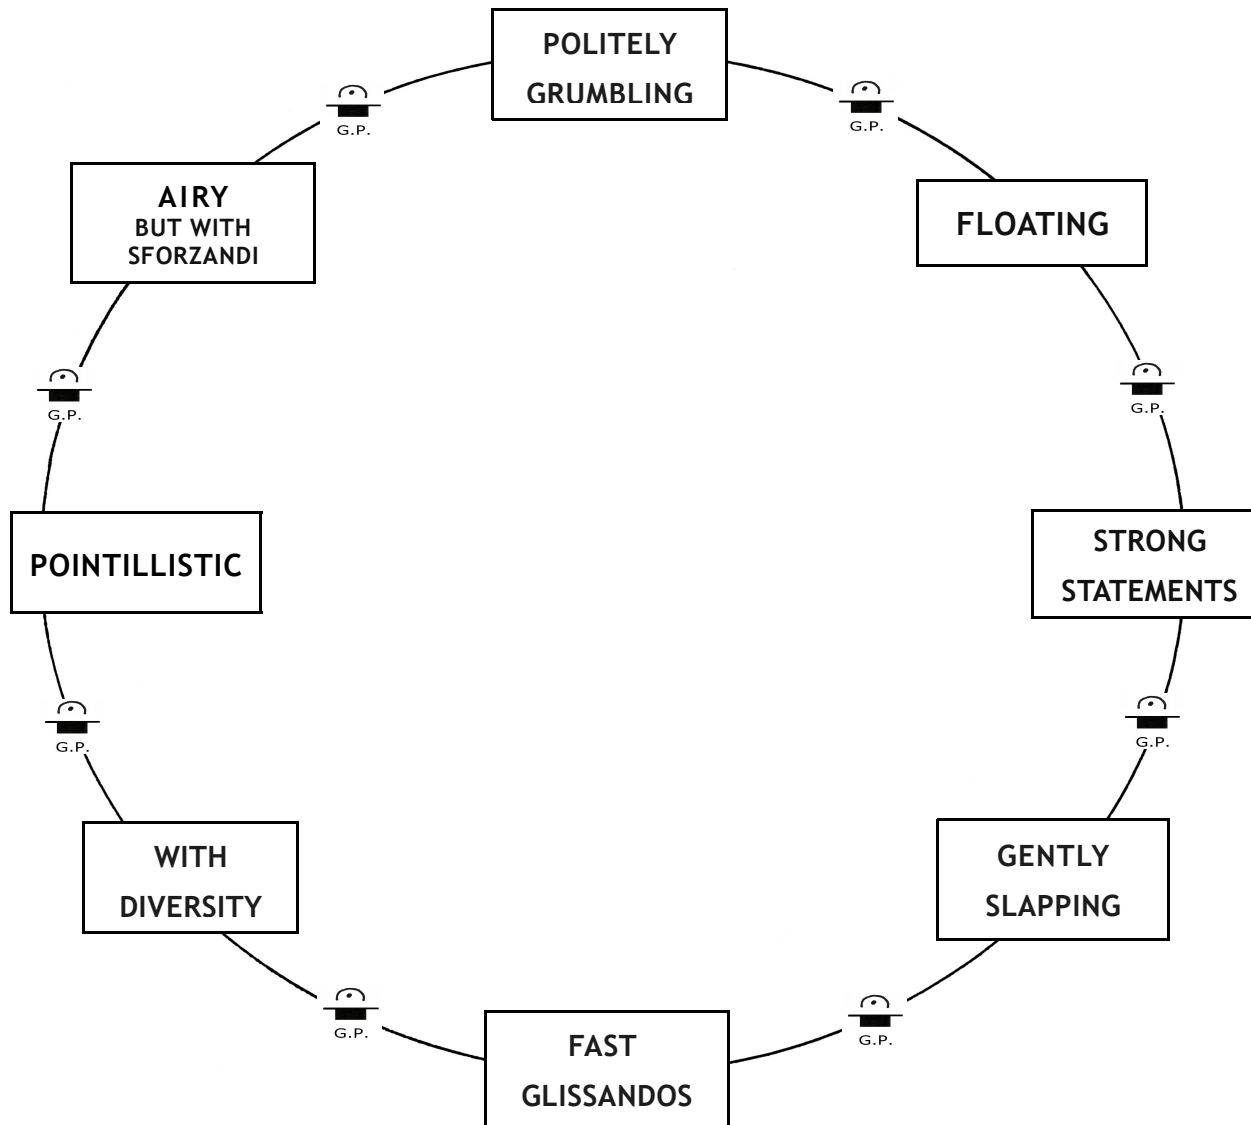 POLITELY
GRUMBLING
G.P.
G.P.
AIRY
BUT WITH
SFORZANDI
FLOATING
G.P.
G.P.
POINTILLISTIC
STRONG
STATEMENTS
G.P.
G.P.
WITH
DIVERSITY
GENTLY
SLAPPING
G.P.
G.P.
FAST
GLISSANDOS